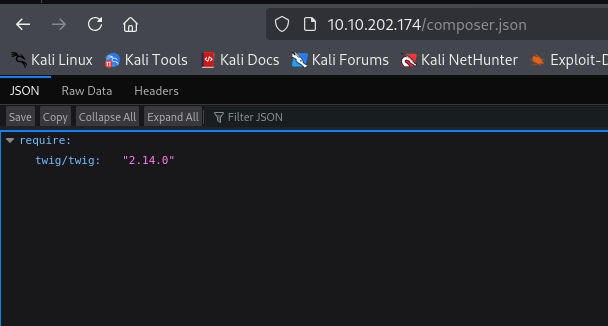 10.10.202.174/composer.json
Kali Linux Kali Tools Kali Docs Kali Forums Kali NetHunter Exploit-D
JSON Raw Data Headers
Save Copy Collapse All Expand All Filter JSON
require:
twig/twig: "2.14.0"